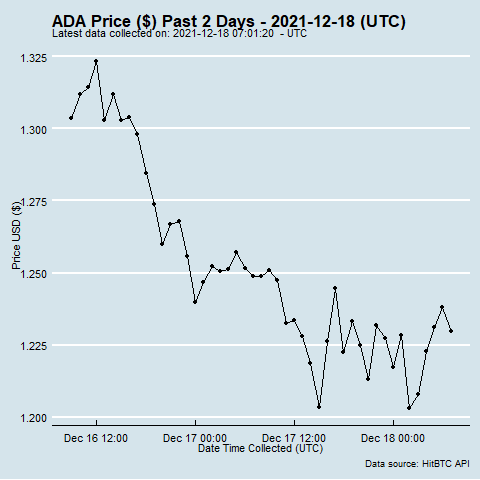 ADA Price ($) Past 2 Days - 2021-12-18 (UTC)
Latest data collected on: 2021-12-18 07:01:20  - UTC
1.325
1.300
1.275
1.250
1.225
1.200
Price USD ($)
Dec 16 12:00 Dec 17 00:00 Dec 17 12:00 Dec 18 00:00
Date Time Collected (UTC)
Data source: HitBTC API